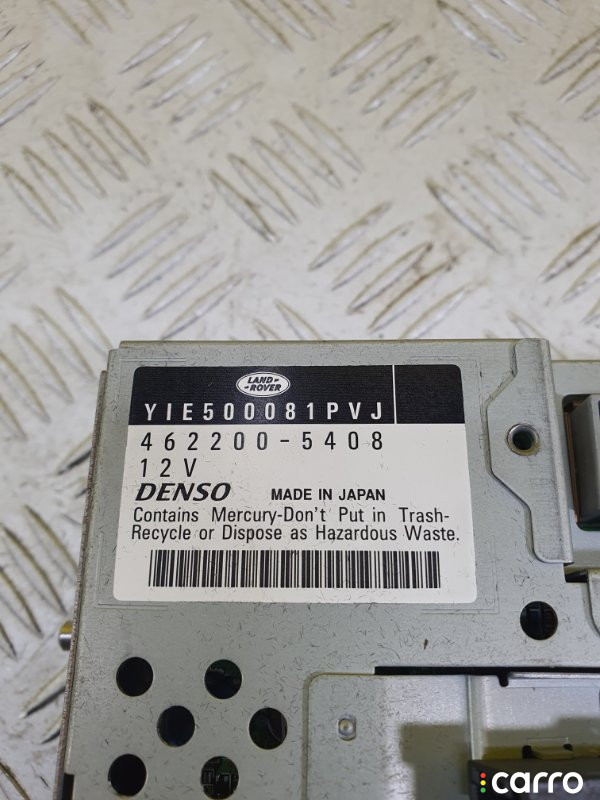 LAND-
-ROVER
YIE500081PVJ
462200-5408
12V
DENSO MADE IN JAPAN
Contains Mercury-Don't Put in Trash-
Recycle or Dispose as Hazardous Waste.
carro